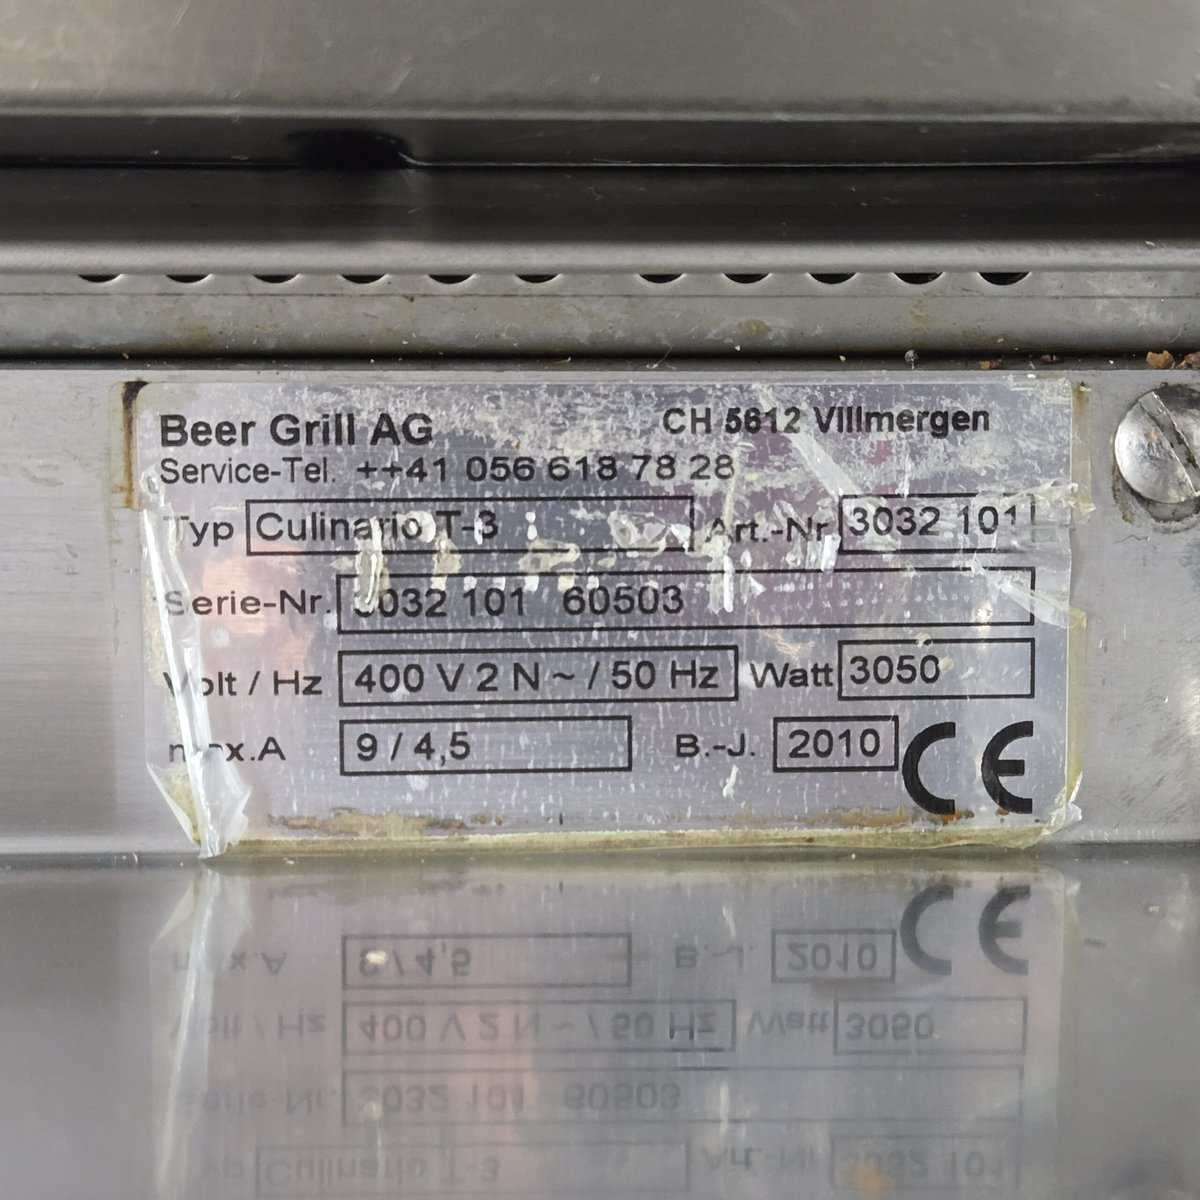 Beer Grill AG CH 5612 Villmergen
Service-Tel. ++41 056 618 78 28
Typ Culinario T-3 Art.-Nr 3032 101
Serie-Nr. 3032 101 60503
Volt / Hz 400 V 2 N ~ / 50 Hz Watt 3050
max.A 9 / 4,5 B.-J. 2010 CE